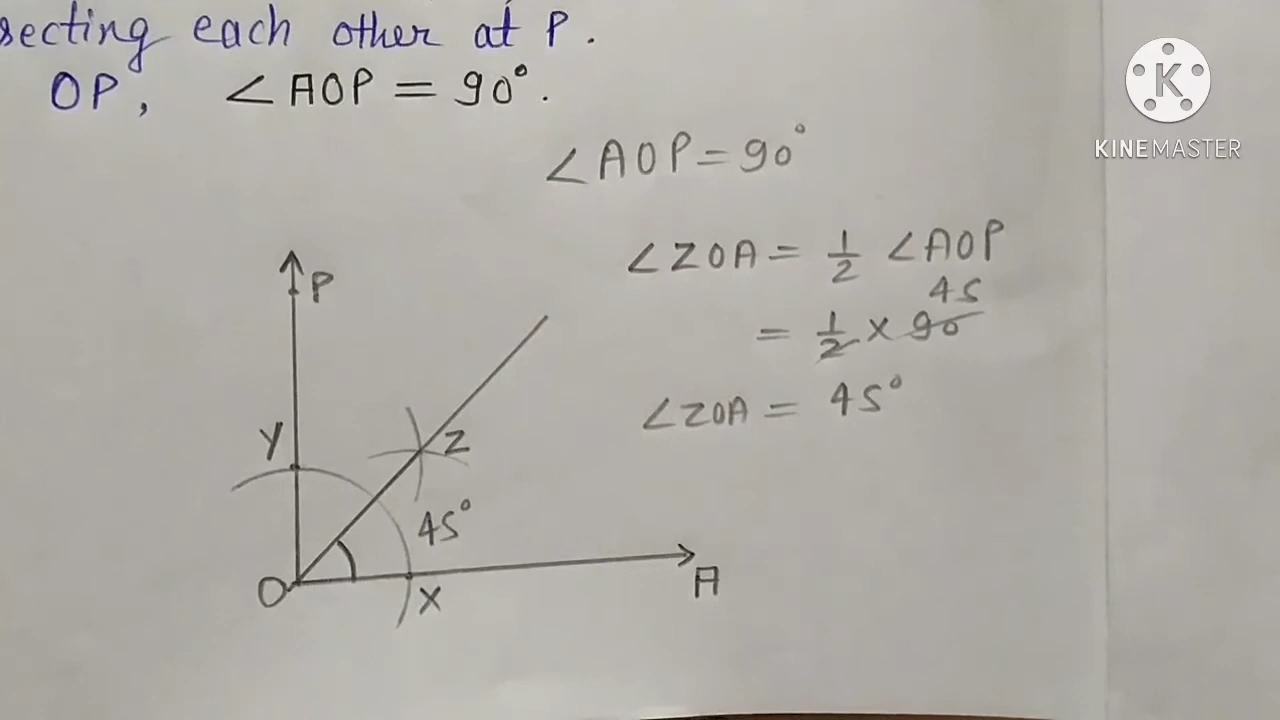 secting each other at P.
OP, ∠AOP = 90°.
∠AOP = 90°
∠ZOA = 1/2 ∠AOP
45
= 1/2 × 90
∠ZOA = 45°
P
Y
Z
45°
O
X
A
K
KINEMASTER